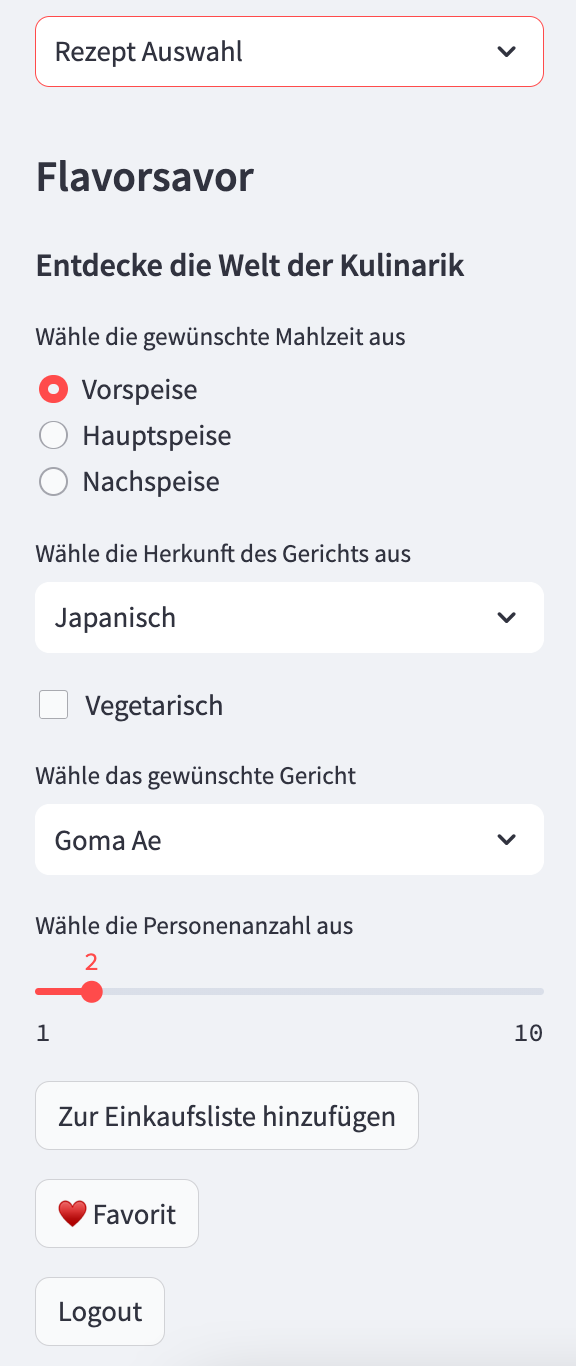 Rezept Auswahl
Flavorsavor
Entdecke die Welt der Kulinarik
Wähle die gewünschte Mahlzeit aus
Vorspeise
Hauptspeise
Nachspeise
Wähle die Herkunft des Gerichts aus
Japanisch
Vegetarisch
Wähle das gewünschte Gericht
Goma Ae
Wähle die Personenanzahl aus
2
1 10
Zur Einkaufsliste hinzufügen
❤️ Favorit
Logout